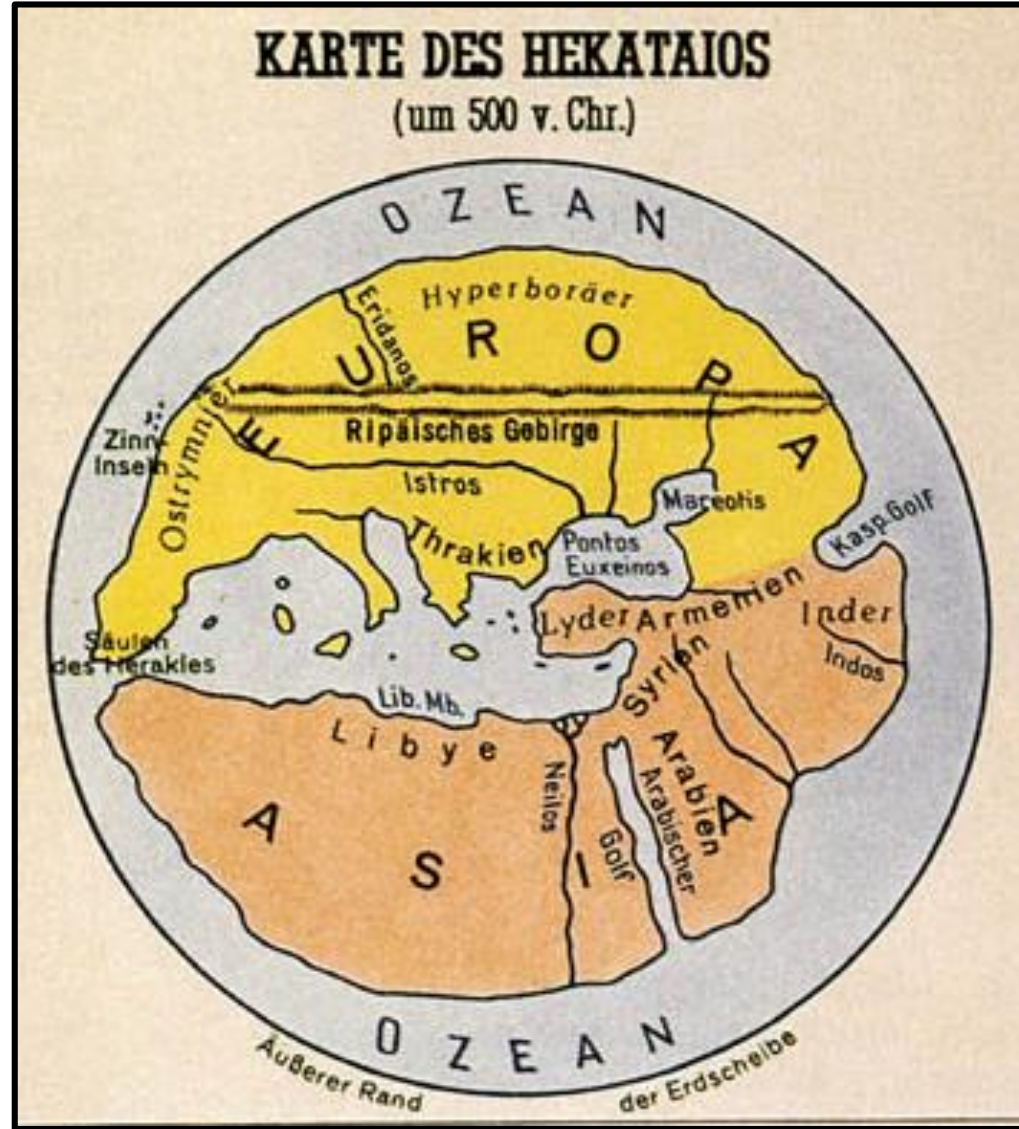 KARTE DES HEKATAIOS
(um 500 v. Chr.)
OZEAN
Hyperboräer
Eridanos
EUROPA
Ripäisches Gebirge
Zinn-
Inseln
Ostrymnier
Istros
Maeotis
Thrakien
Pontos
Euxeinos
Kasp. Golf
Lyder
Armenien
Inder
Indos
Säulen
des Herakles
Syrien
Lib. Mb.
Libye
Neilos
Arabien
Arabischer
Golf
ASIA
OZEAN
Äußerer Rand
der Erdscheibe